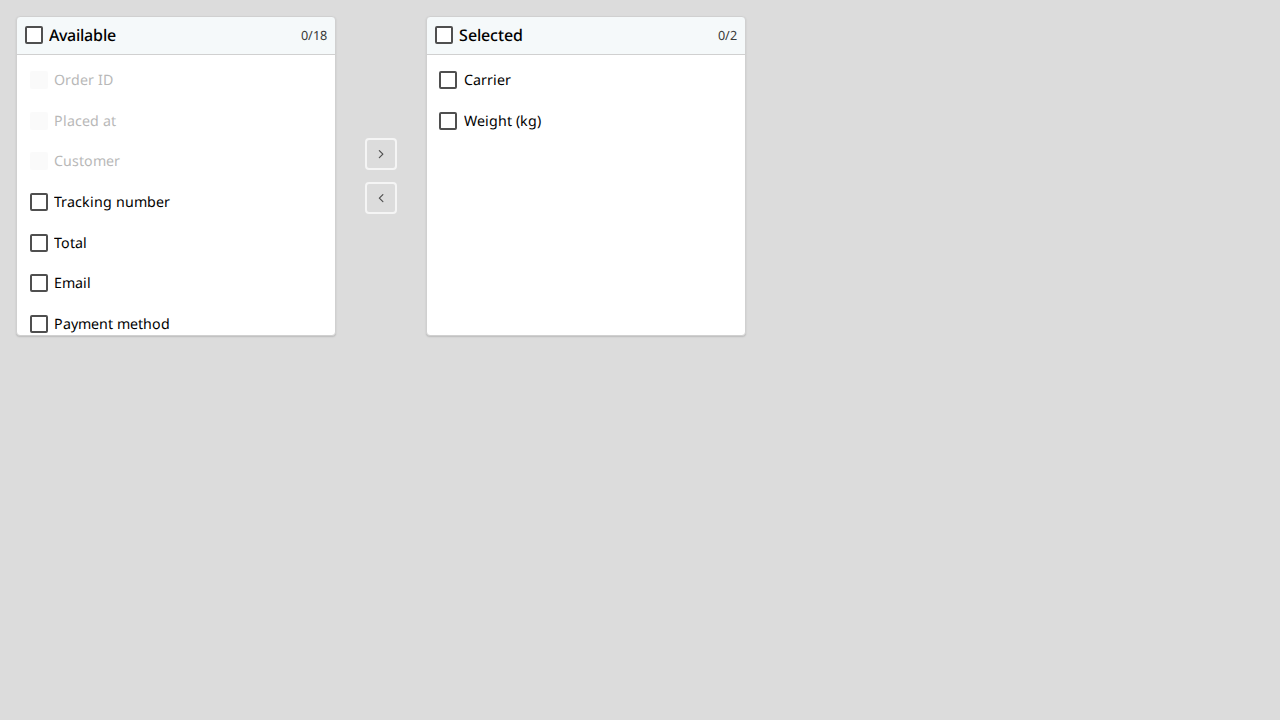 Available 0/18
Order ID
Placed at
Customer
Tracking number
Total
Email
Payment method
Selected 0/2
Carrier
Weight (kg)